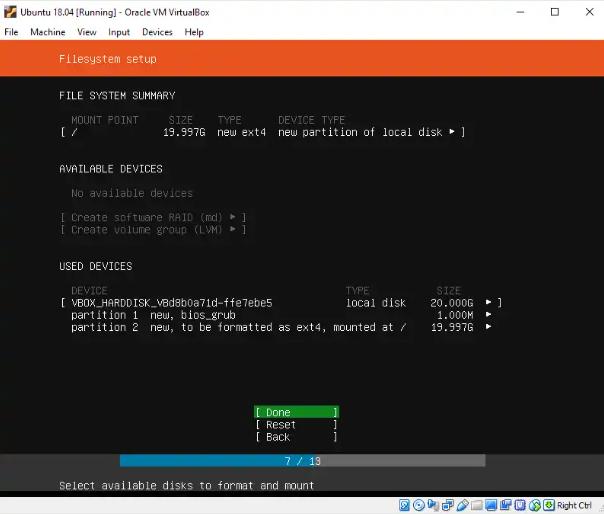 Ubuntu 18.04 [Running] - Oracle VM VirtualBox
File Machine View Input Devices Help
Filesystem setup
FILE SYSTEM SUMMARY
MOUNT POINT SIZE TYPE DEVICE TYPE
[ / 19.997G new ext4 new partition of local disk ▸ ]
AVAILABLE DEVICES
No available devices
[ Create software RAID (md) ▸ ]
[ Create volume group (LVM) ▸ ]
USED DEVICES
DEVICE TYPE SIZE
[ VBOX_HARDDISK_VBd8b0a71d-ffe7ebe5 local disk 20.000G ▸ ]
partition 1 new, bios_grub 1.000M ▸
partition 2 new, to be formatted as ext4, mounted at / 19.997G ▸
[ Done ]
[ Reset ]
[ Back ]
7 / 13
Select available disks to format and mount
Right Ctrl